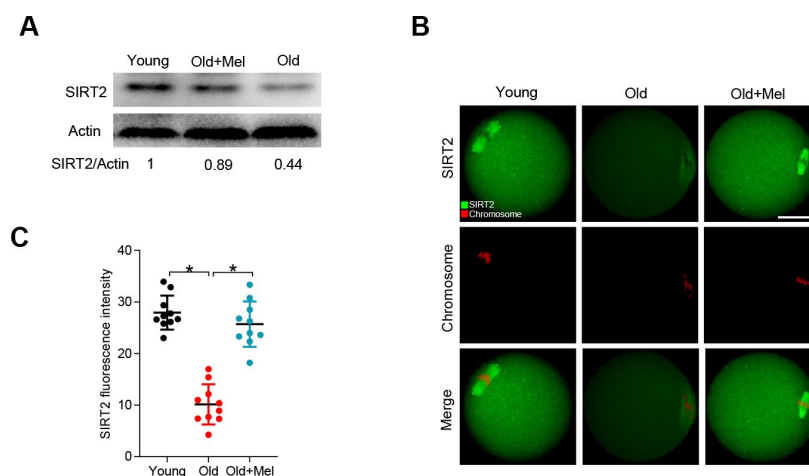 A
Young Old+Mel Old
SIRT2
Actin
SIRT2/Actin 1 0.89 0.44
B
Young Old Old+Mel
SIRT2
SIRT2
Chromosome
Chromosome
Merge
C
SIRT2 fluorescence intensity
40
30
20
10
0
* *
Young Old Old+Mel